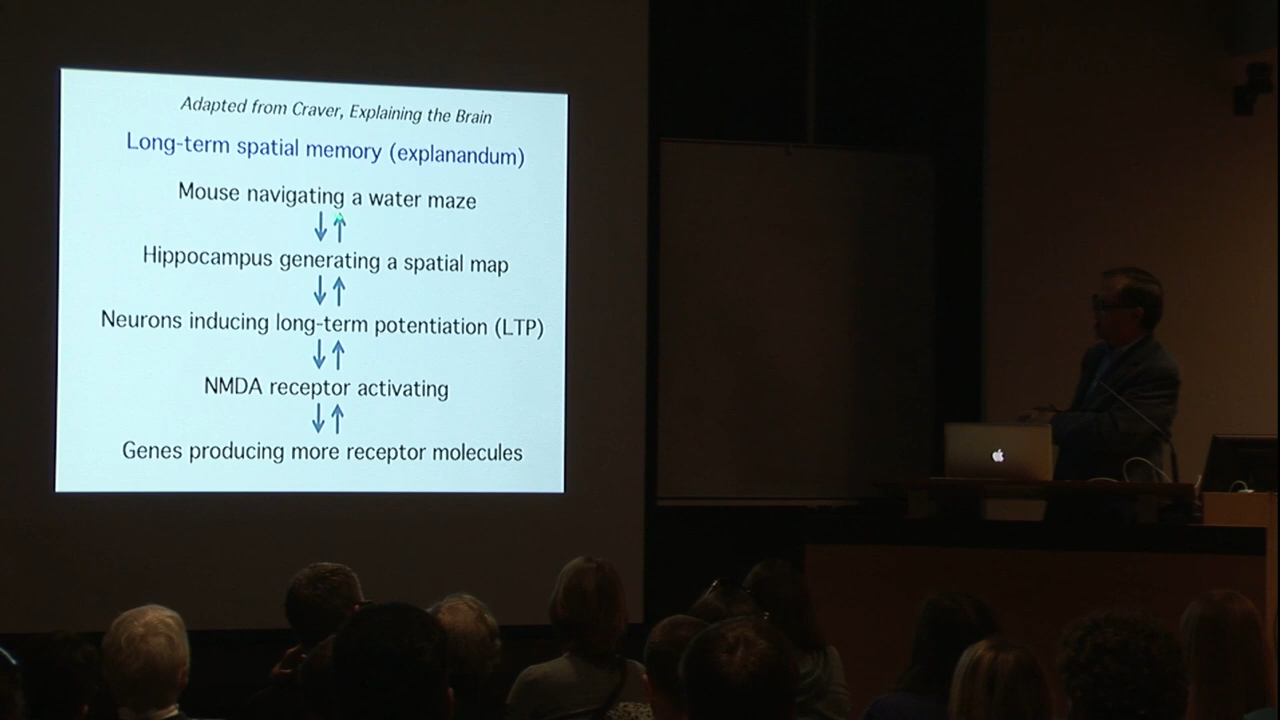 Adapted from Craver, Explaining the Brain
Long-term spatial memory (explanandum)
Mouse navigating a water maze
Hippocampus generating a spatial map
Neurons inducing long-term potentiation (LTP)
NMDA receptor activating
Genes producing more receptor molecules